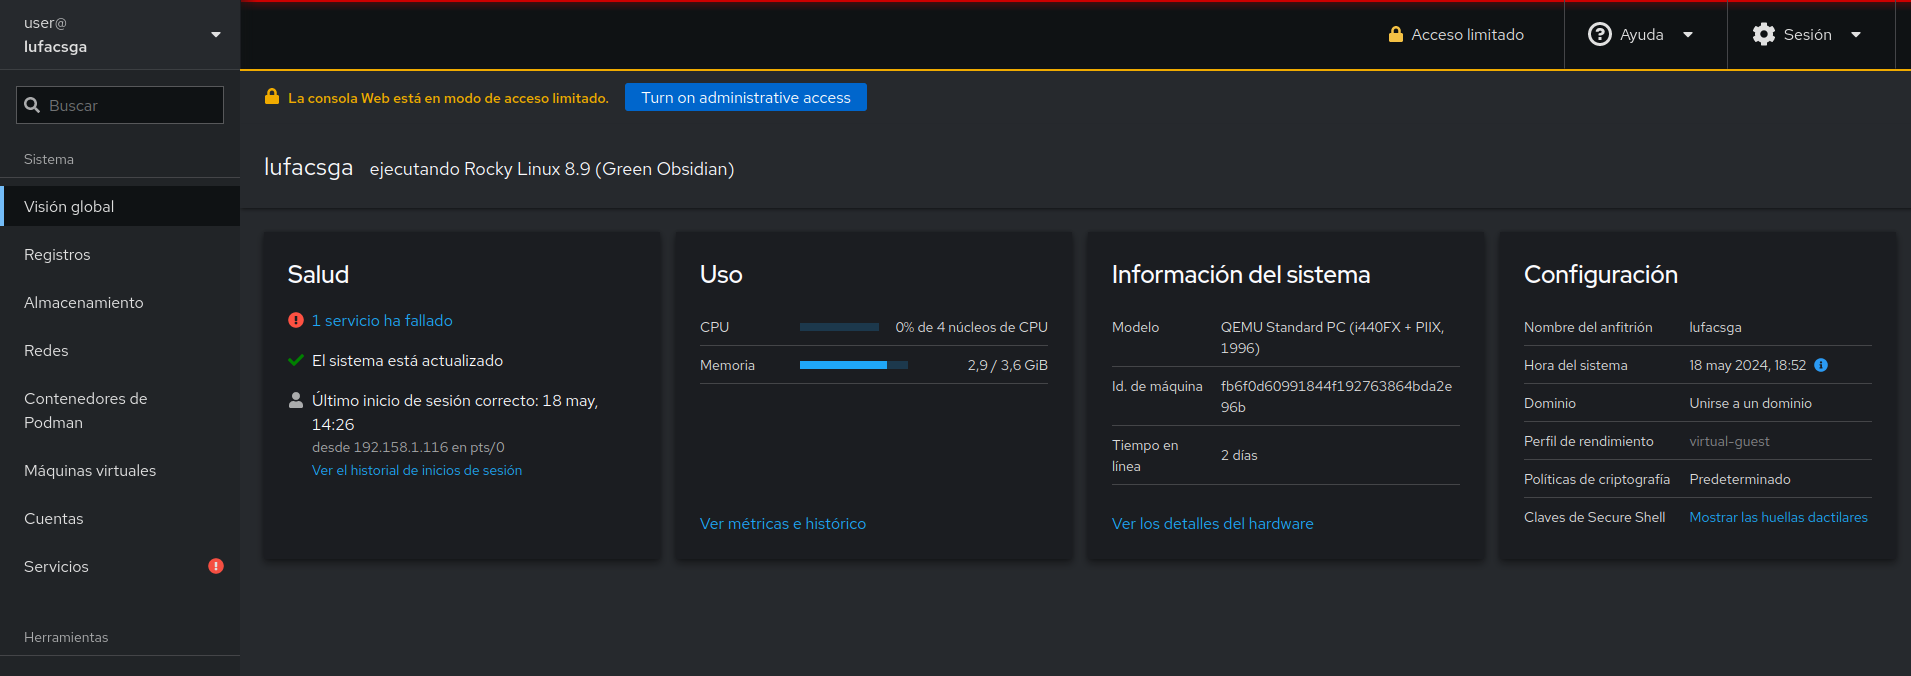 user@
lufacsga
Acceso limitado
Ayuda
Sesión
Buscar
La consola Web está en modo de acceso limitado.
Turn on administrative access
Sistema
lufacsga ejecutando Rocky Linux 8.9 (Green Obsidian)
Visión global
Registros
Almacenamiento
Redes
Contenedores de
Podman
Máquinas virtuales
Cuentas
Servicios
Herramientas
Salud
1 servicio ha fallado
El sistema está actualizado
Último inicio de sesión correcto: 18 may,
14:26
desde 192.158.1.116 en pts/0
Ver el historial de inicios de sesión
Uso
CPU 0% de 4 núcleos de CPU
Memoria 2,9 / 3,6 GiB
Ver métricas e histórico
Información del sistema
Modelo QEMU Standard PC (i440FX + PIIX,
1996)
Id. de máquina fb6f0d60991844f192763864bda2e
96b
Tiempo en
línea
2 días
Ver los detalles del hardware
Configuración
Nombre del anfitrión lufacsga
Hora del sistema 18 may 2024, 18:52
Dominio Unirse a un dominio
Perfil de rendimiento virtual-guest
Políticas de criptografía Predeterminado
Claves de Secure Shell Mostrar las huellas dactilares